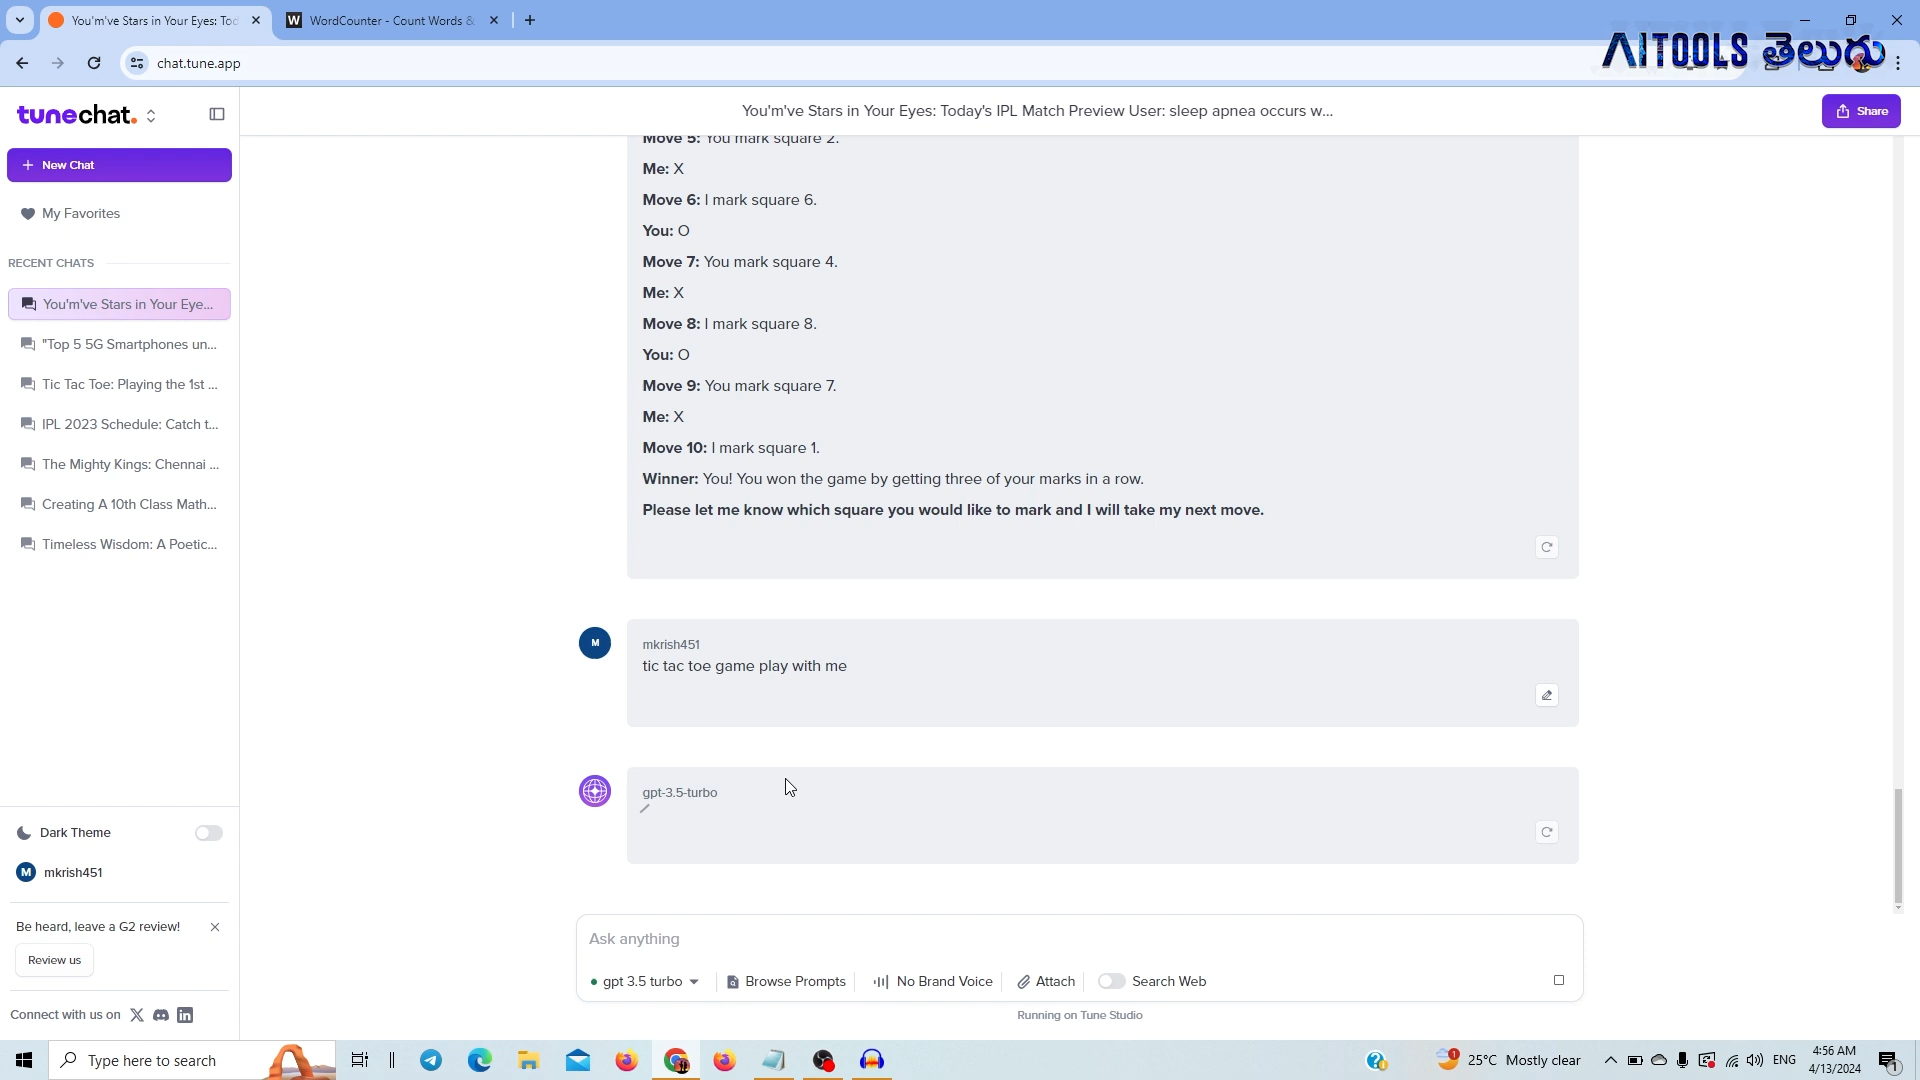 You'm've Stars in Your Eyes: Tod
WordCounter - Count Words &
chat.tune.app
AITOOLS తెలుగు
tunechat.
You'm've Stars in Your Eyes: Today's IPL Match Preview User: sleep apnea occurs w...
Share
New Chat
My Favorites
RECENT CHATS
You'm've Stars in Your Eye...
"Top 5 5G Smartphones un...
Tic Tac Toe: Playing the 1st ...
IPL 2023 Schedule: Catch t...
The Mighty Kings: Chennai ...
Creating A 10th Class Math...
Timeless Wisdom: A Poetic...
Dark Theme
M mkrish451
Be heard, leave a G2 review!
Review us
Connect with us on
Move 5: You mark square 2.
Me: X
Move 6: I mark square 6.
You: O
Move 7: You mark square 4.
Me: X
Move 8: I mark square 8.
You: O
Move 9: You mark square 7.
Me: X
Move 10: I mark square 1.
Winner: You! You won the game by getting three of your marks in a row.
Please let me know which square you would like to mark and I will take my next move.
M
mkrish451
tic tac toe game play with me
gpt-3.5-turbo
Ask anything
gpt 3.5 turbo
Browse Prompts
No Brand Voice
Attach
Search Web
Running on Tune Studio
Type here to search
25°C Mostly clear
ENG
4:56 AM
4/13/2024